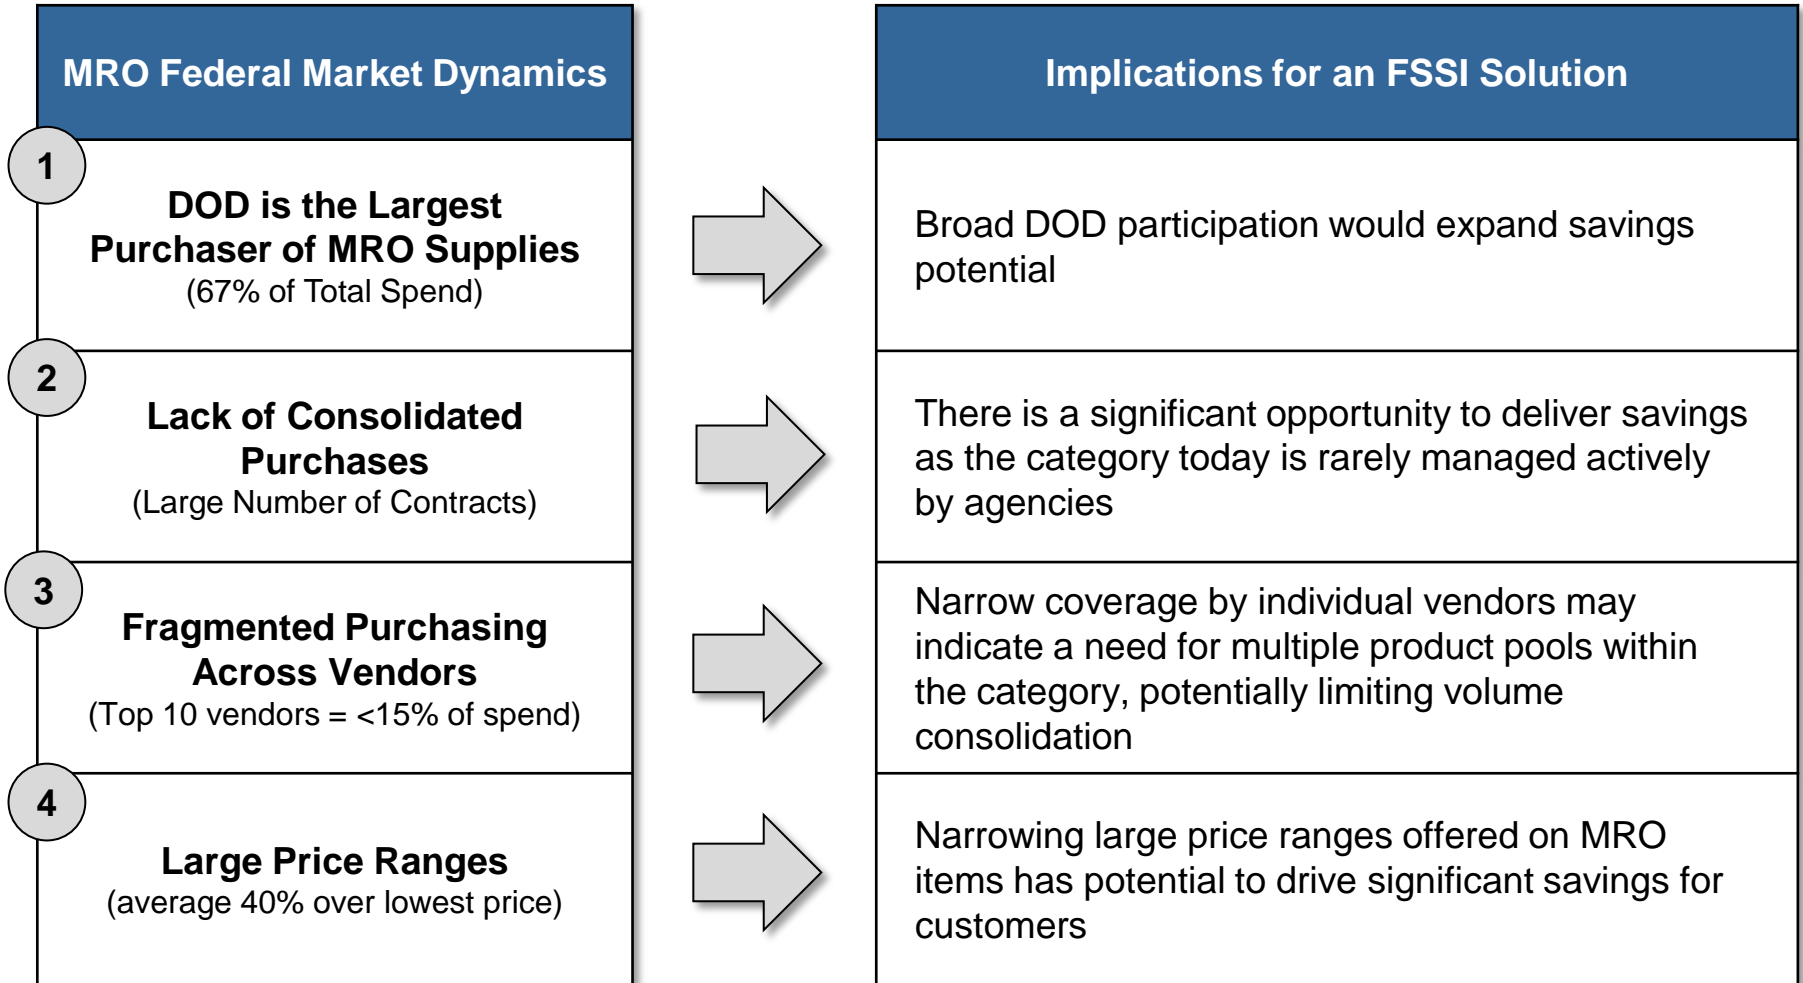 MRO Federal Market Dynamics
Implications for an FSSI Solution
1
DOD is the Largest
Purchaser of MRO Supplies
(67% of Total Spend)
Broad DOD participation would expand savings
potential
2
Lack of Consolidated
Purchases
(Large Number of Contracts)
There is a significant opportunity to deliver savings
as the category today is rarely managed actively
by agencies
3
Fragmented Purchasing
Across Vendors
(Top 10 vendors = <15% of spend)
Narrow coverage by individual vendors may
indicate a need for multiple product pools within
the category, potentially limiting volume
consolidation
4
Large Price Ranges
(average 40% over lowest price)
Narrowing large price ranges offered on MRO
items has potential to drive significant savings for
customers